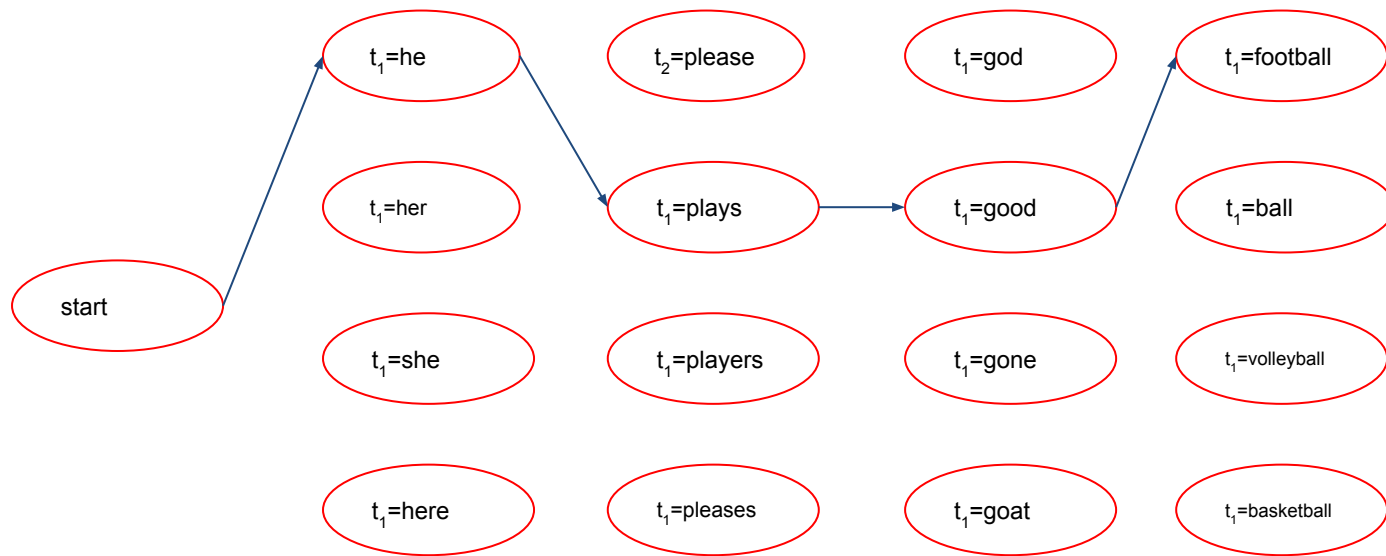 t₁=he
t₂=please
t₁=god
t₁=football
t₁=her
t₁=plays
t₁=good
t₁=ball
start
t₁=she
t₁=players
t₁=gone
t₁=volleyball
t₁=here
t₁=pleases
t₁=goat
t₁=basketball